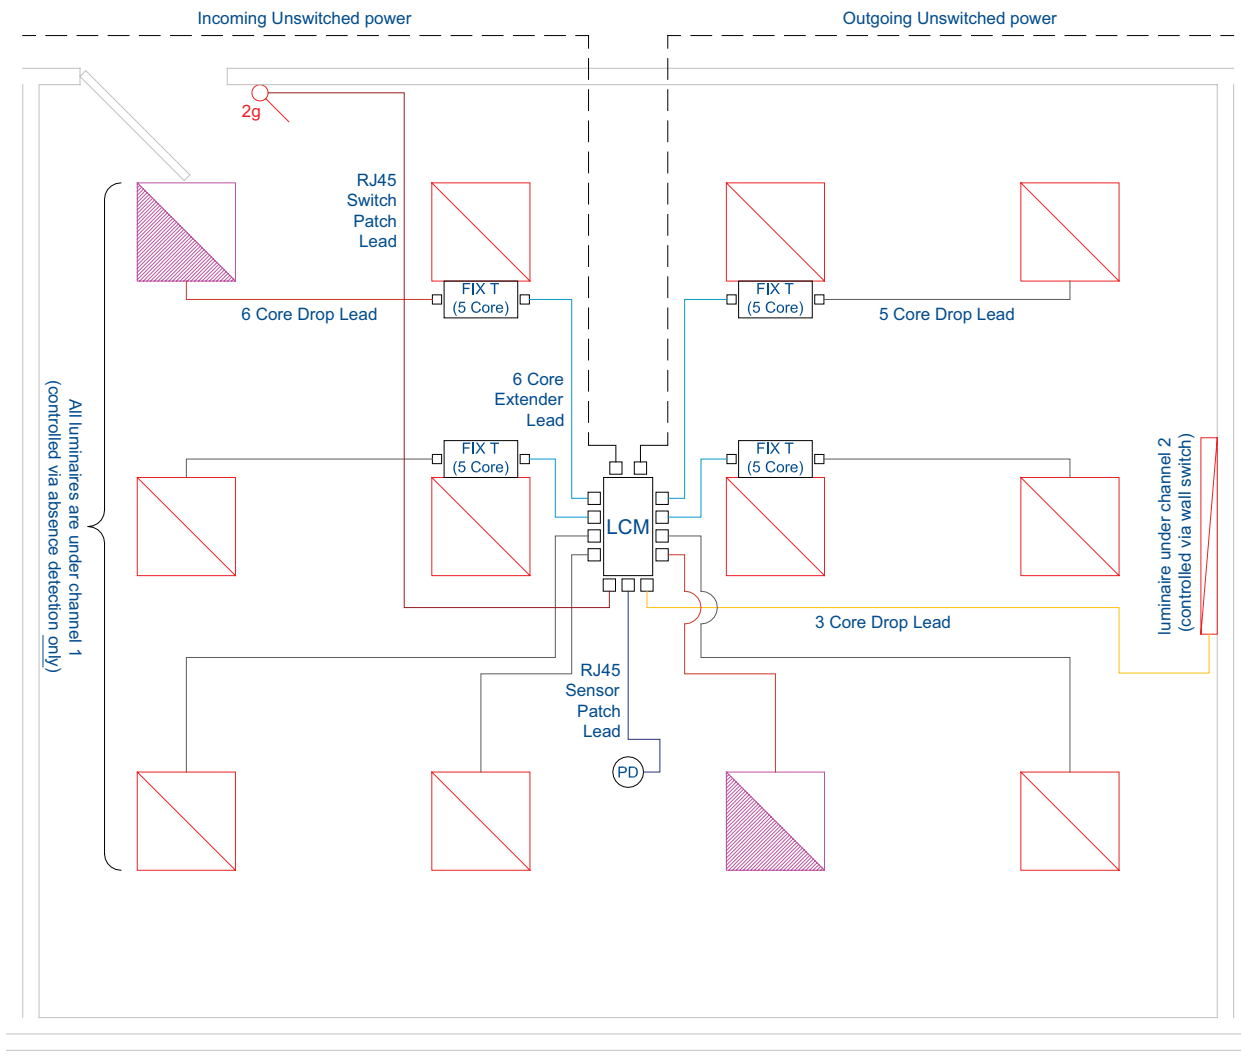 Incoming Unswitched power
Outgoing Unswitched power
2g
RJ45
Switch
Patch
Lead
FIX T
(5 Core)
FIX T
(5 Core)
6 Core Drop Lead
5 Core Drop Lead
6 Core
Extender
Lead
All luminaires are under channel 1
(controlled via absence detection only)
FIX T
(5 Core)
FIX T
(5 Core)
luminaire under channel 2
(controlled via wall switch)
LCM
3 Core Drop Lead
RJ45
Sensor
Patch
Lead
PD